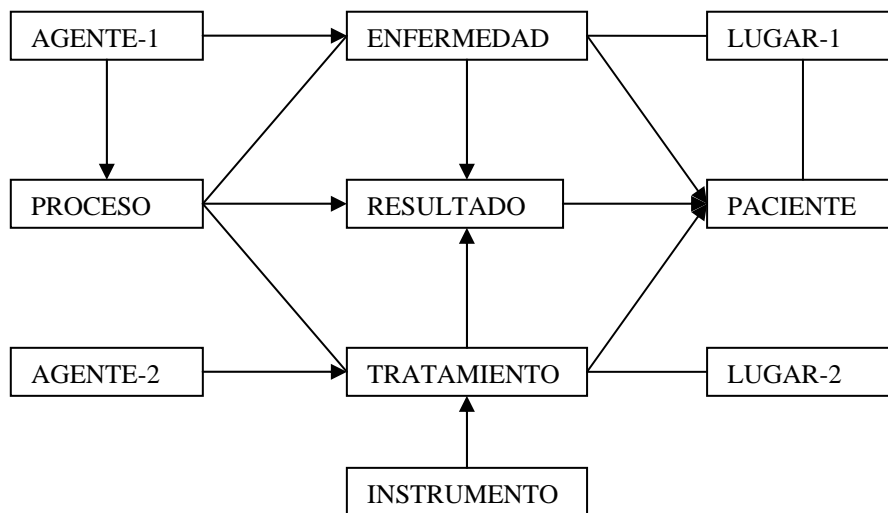 AGENTE-1
ENFERMEDAD
LUGAR-1
PROCESO
RESULTADO
PACIENTE
AGENTE-2
TRATAMIENTO
LUGAR-2
INSTRUMENTO